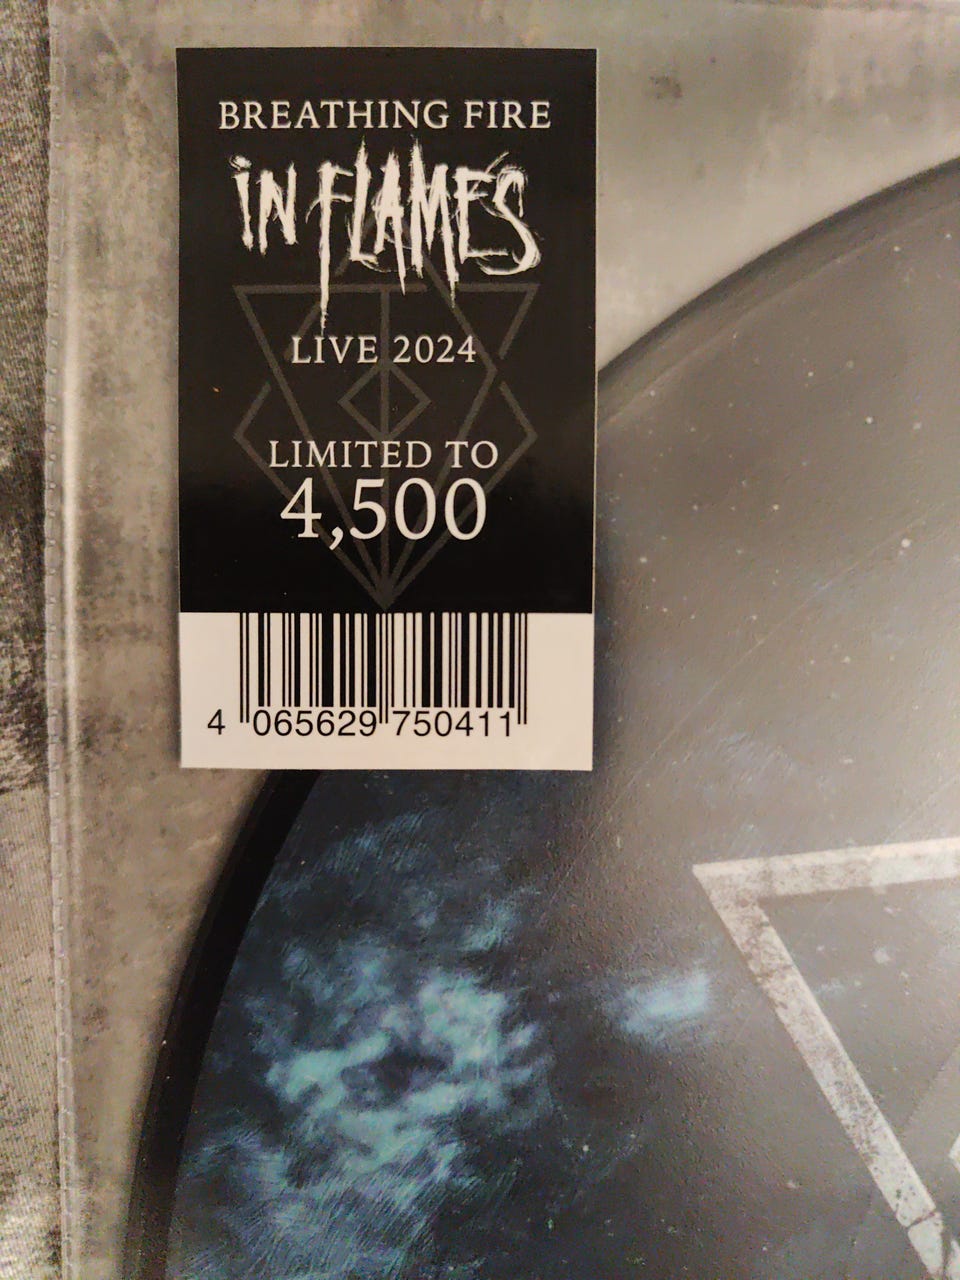 BREATHING FIRE
iN FLAMES
LIVE 2024
LIMITED TO
4,500
4 065629 750411